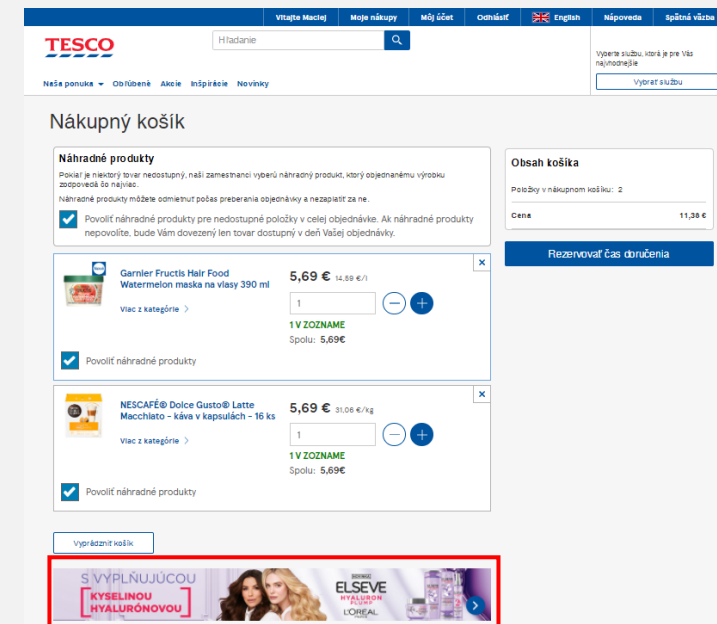 Vitajte Maciej Moje nákupy Môj účet Odhlásiť English Nápoveda Spätná väzba
TESCO
Hľadanie
Vyberte službu, ktorá je pre Vás
najvhodnejšie
Vybrať službu
Naša ponuka Obľúbené Akcie Inšpirácie Novinky
Nákupný košík
Náhradné produkty
Pokiaľ je niektorý tovar nedostupný, naši zamestnanci vyberú náhradný produkt, ktorý objednanému výrobku
zodpovedá čo najviac.
Náhradné produkty môžete odmietnuť počas preberania objednávky a nezaplatiť za ne.
Povoliť náhradné produkty pre nedostupné položky v celej objednávke. Ak náhradné produkty
nepovolíte, bude Vám dovezený len tovar dostupný v deň Vašej objednávky.
Obsah košíka
Položky v nákupnom košíku: 2
Cena 11,38 €
Rezervovať čas doručenia
Garnier Fructis Hair Food
Watermelon maska na vlasy 390 ml
Viac z kategórie
5,69 € 14,59 €/l
1
1 V ZOZNAME
Spolu: 5,69€
Povoliť náhradné produkty
NESCAFÉ® Dolce Gusto® Latte
Macchiato - káva v kapsulách - 16 ks
Viac z kategórie
5,69 € 31,06 €/kg
1
1 V ZOZNAME
Spolu: 5,69€
Povoliť náhradné produkty
Vyprázdniť košík
S VYPLŇUJÚCOU
KYSELINOU
HYALURÓNOVOU
ELSEVE
HYALURON
PLUMP
L'ORÉAL